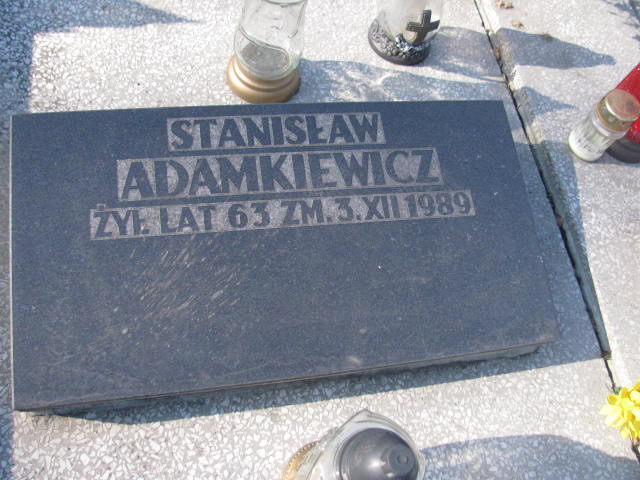 STANISŁAW
ADAMKIEWICZ
ŻYŁ LAT 63 ZM. 3. XII 1989